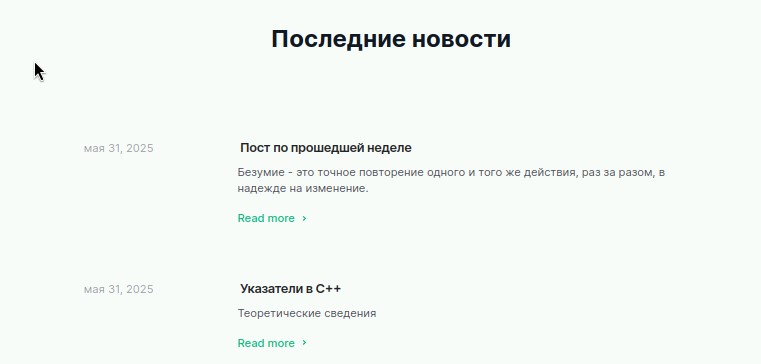 Последние новости
мая 31, 2025
Пост по прошедшей неделе
Безумие - это точное повторение одного и того же действия, раз за разом, в
надежде на изменение.
Read more ›
мая 31, 2025
Указатели в C++
Теоретические сведения
Read more ›